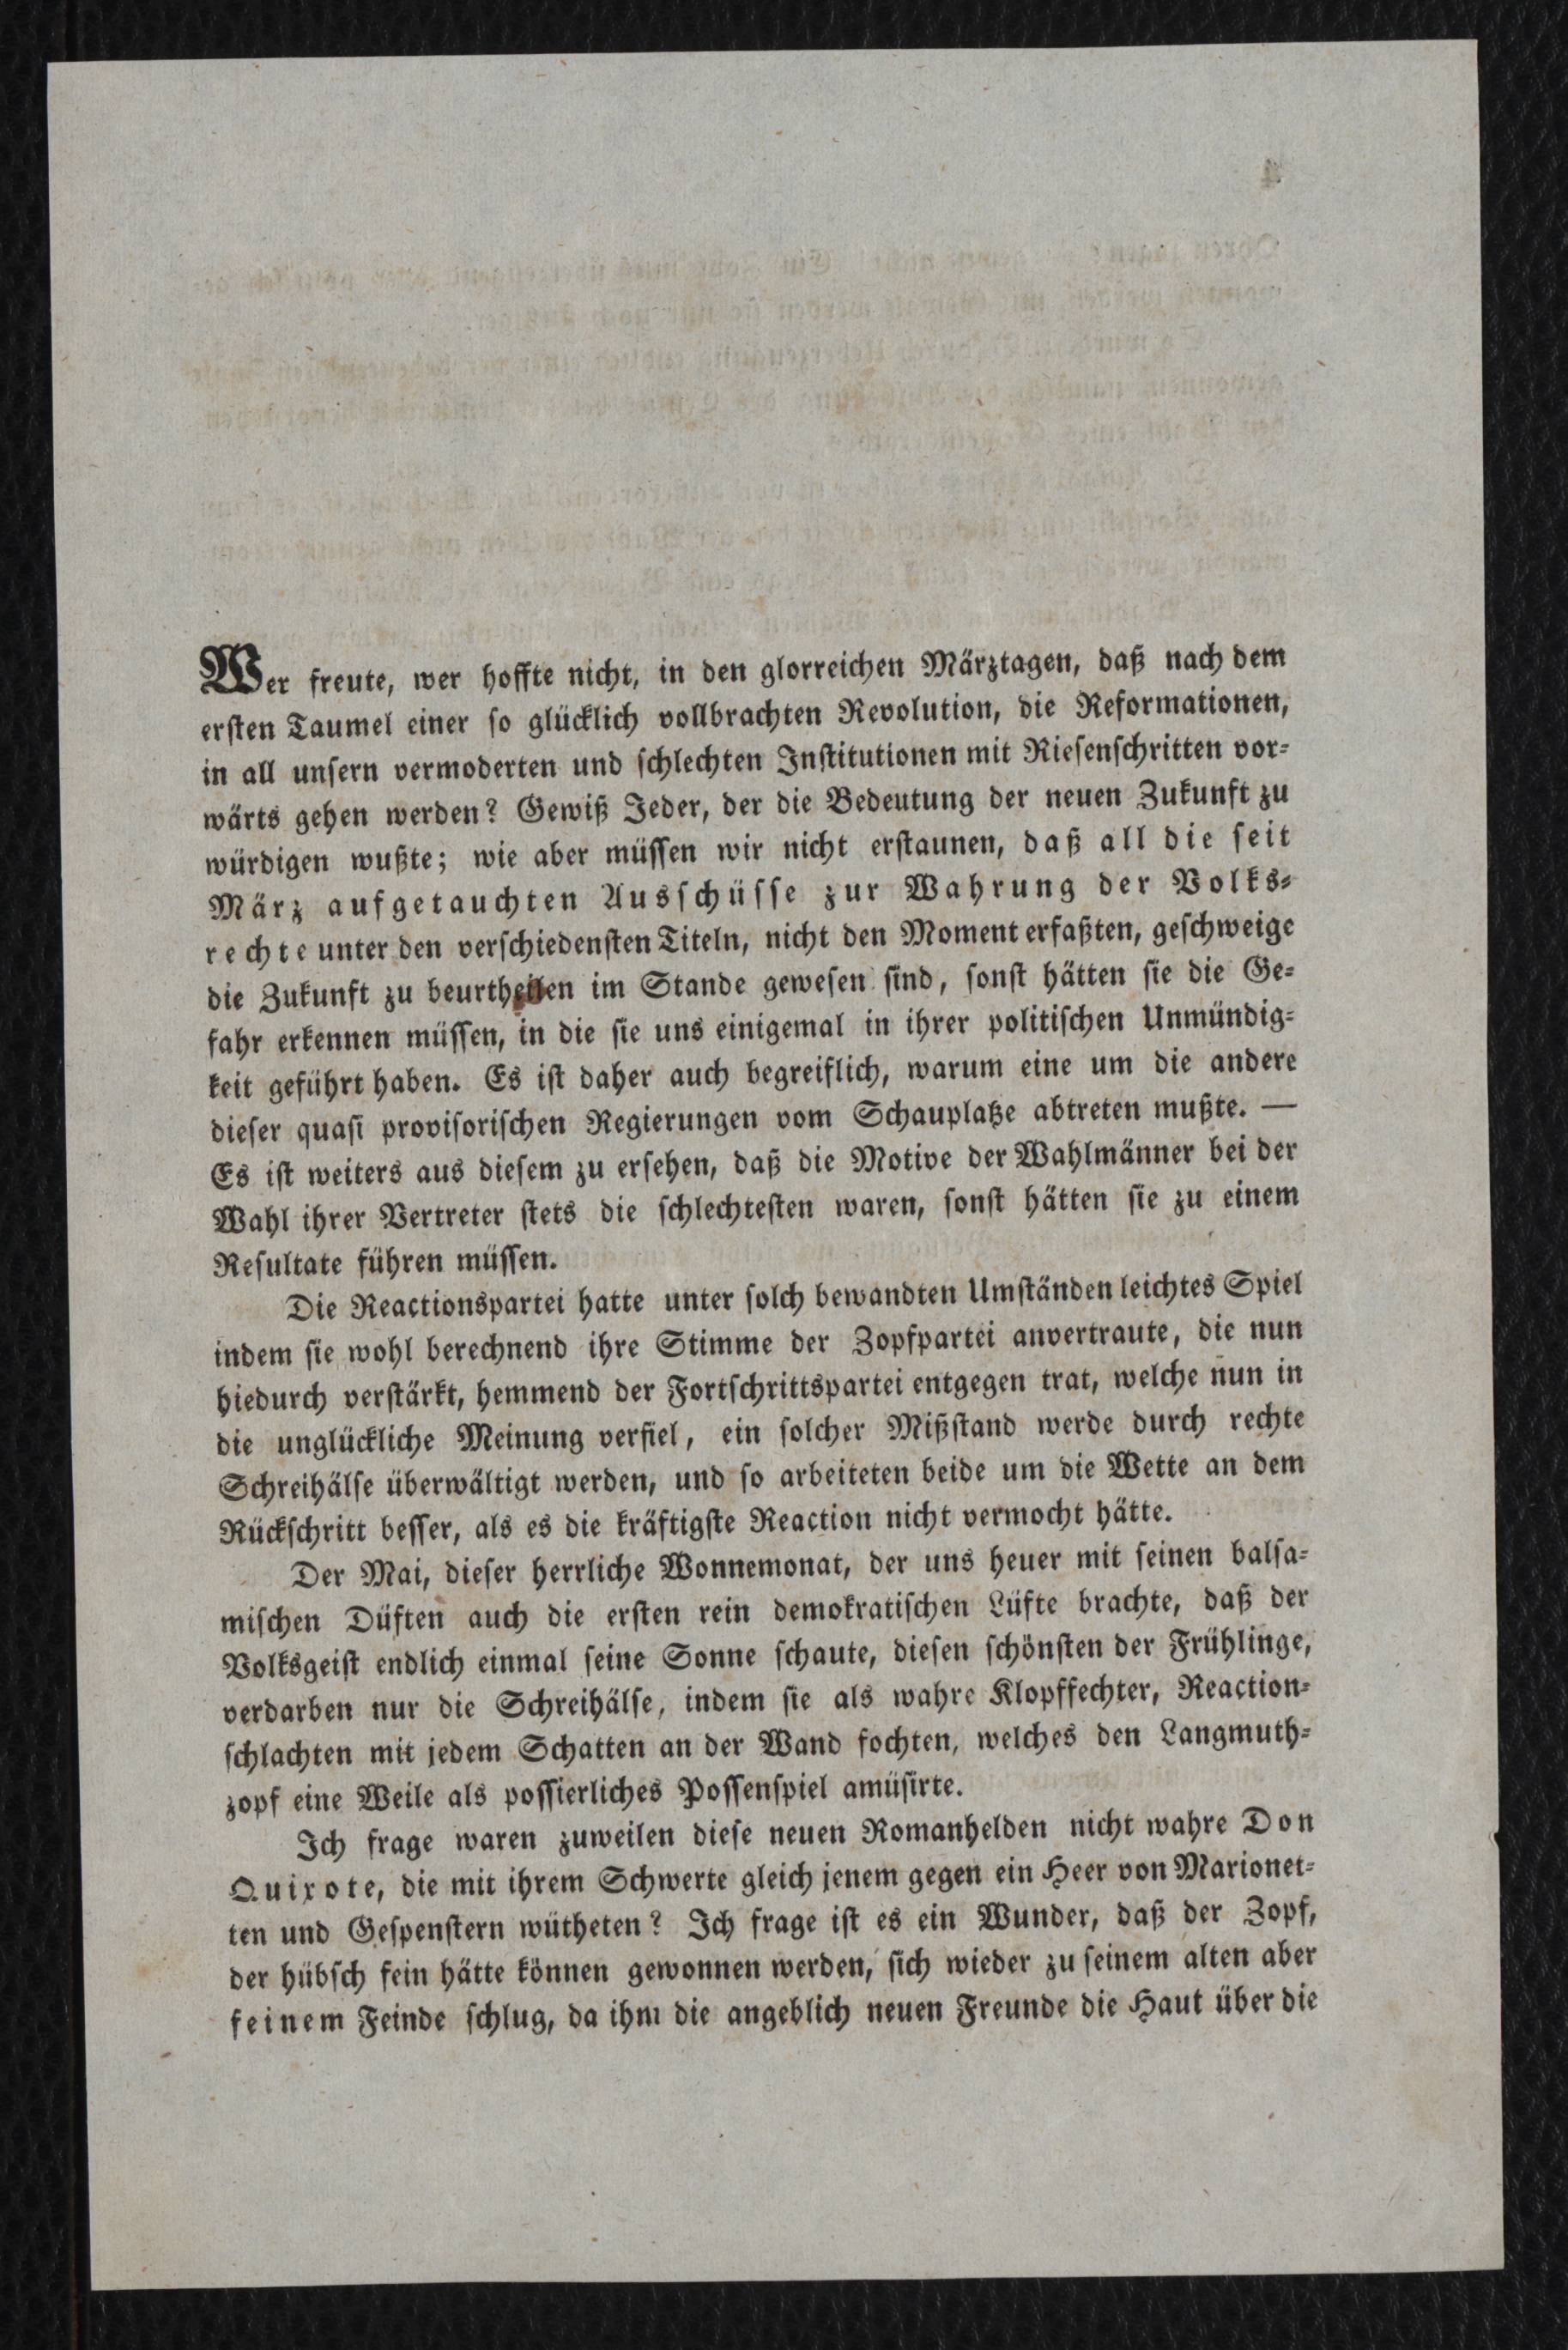 Wer freute, wer hoffte nicht, in den glorreichen Märztagen, daß nach dem
ersten Taumel einer so glücklich vollbrachten Revolution, die Reformationen,
in all unsern vermoderten und schlechten Institutionen mit Riesenschritten vor-
wärts gehen werden? Gewiß Jeder, der die Bedeutung der neuen Zukunft zu
würdigen wußte; wie aber müssen wir nicht erstaunen, daß all die seit
März aufgetauchten Ausschüsse zur Wahrung der Volks-
rechte unter den verschiedensten Titeln, nicht den Moment erfaßten, geschweige
die Zukunft zu beurtheilen im Stande gewesen sind, sonst hätten sie die Ge-
fahr erkennen müssen, in die sie uns einigemal in ihrer politischen Unmündig-
keit geführt haben. Es ist daher auch begreiflich, warum eine um die andere
dieser quasi provisorischen Regierungen vom Schauplatze abtreten mußte. —
Es ist weiters aus diesem zu ersehen, daß die Motive der Wahlmänner bei der
Wahl ihrer Vertreter stets die schlechtesten waren, sonst hätten sie zu einem
Resultate führen müssen.
Die Reactionspartei hatte unter solch bewandten Umständen leichtes Spiel
indem sie wohl berechnend ihre Stimme der Zopfpartei anvertraute, die nun
hiedurch verstärkt, hemmend der Fortschrittspartei entgegen trat, welche nun in
die unglückliche Meinung verfiel, ein solcher Mißstand werde durch rechte
Schreihälse überwältigt werden, und so arbeiteten beide um die Wette an dem
Rückschritt besser, als es die kräftigste Reaction nicht vermocht hätte.
Der Mai, dieser herrliche Wonnemonat, der uns heuer mit seinen balsa-
mischen Düften auch die ersten rein demokratischen Lüfte brachte, daß der
Volksgeist endlich einmal seine Sonne schaute, diesen schönsten der Frühlinge,
verdarben nur die Schreihälse, indem sie als wahre Klopffechter, Reaction-
schlachten mit jedem Schatten an der Wand fochten, welches den Langmuth-
zopf eine Weile als possierliches Possenspiel amüsirte.
Ich frage waren zuweilen diese neuen Romanhelden nicht wahre Don
Quixote, die mit ihrem Schwerte gleich jenem gegen ein Heer von Marionet-
ten und Gespenstern wütheten? Ich frage ist es ein Wunder, daß der Zopf,
der hübsch fein hätte können gewonnen werden, sich wieder zu seinem alten aber
feinem Feinde schlug, da ihm die angeblich neuen Freunde die Haut über die